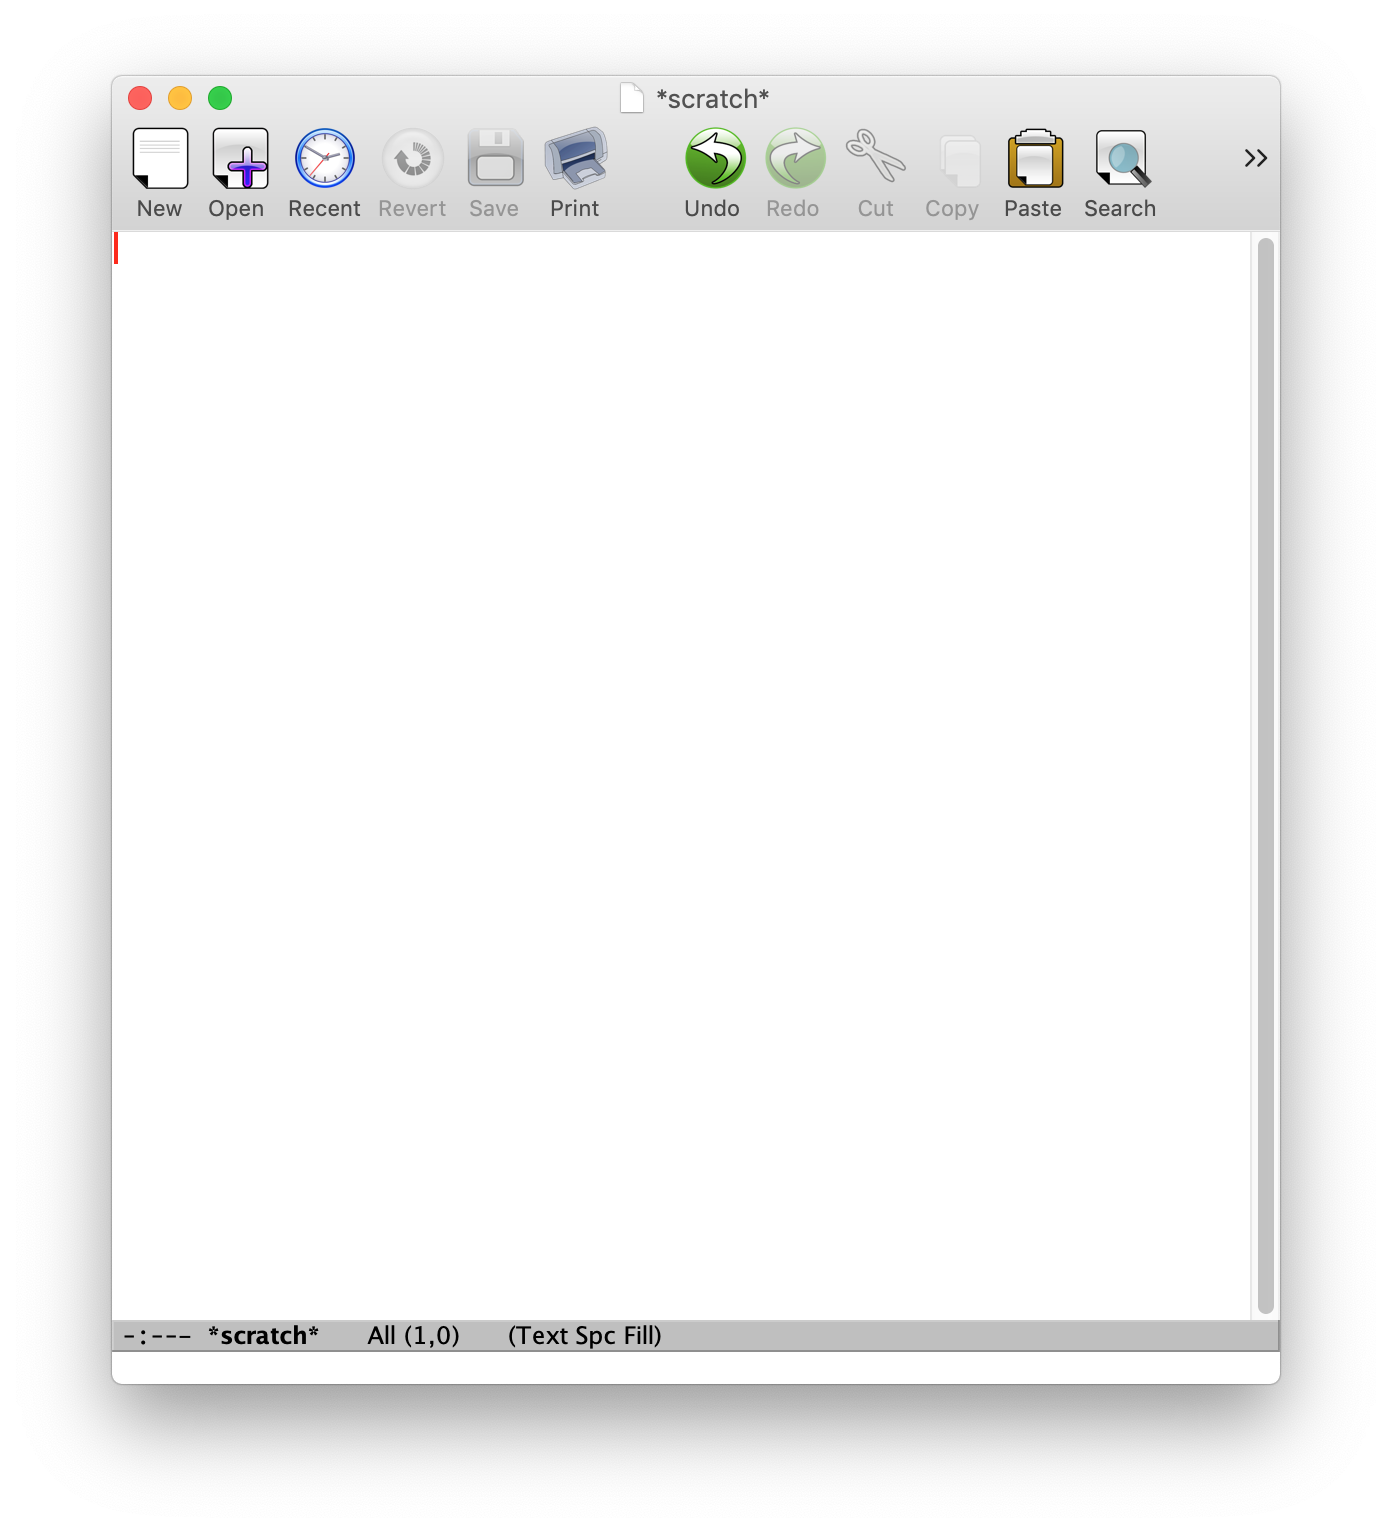 *scratch*
New Open Recent Revert Save Print Undo Redo Cut Copy Paste Search
-:--- *scratch* All (1,0) (Text Spc Fill)